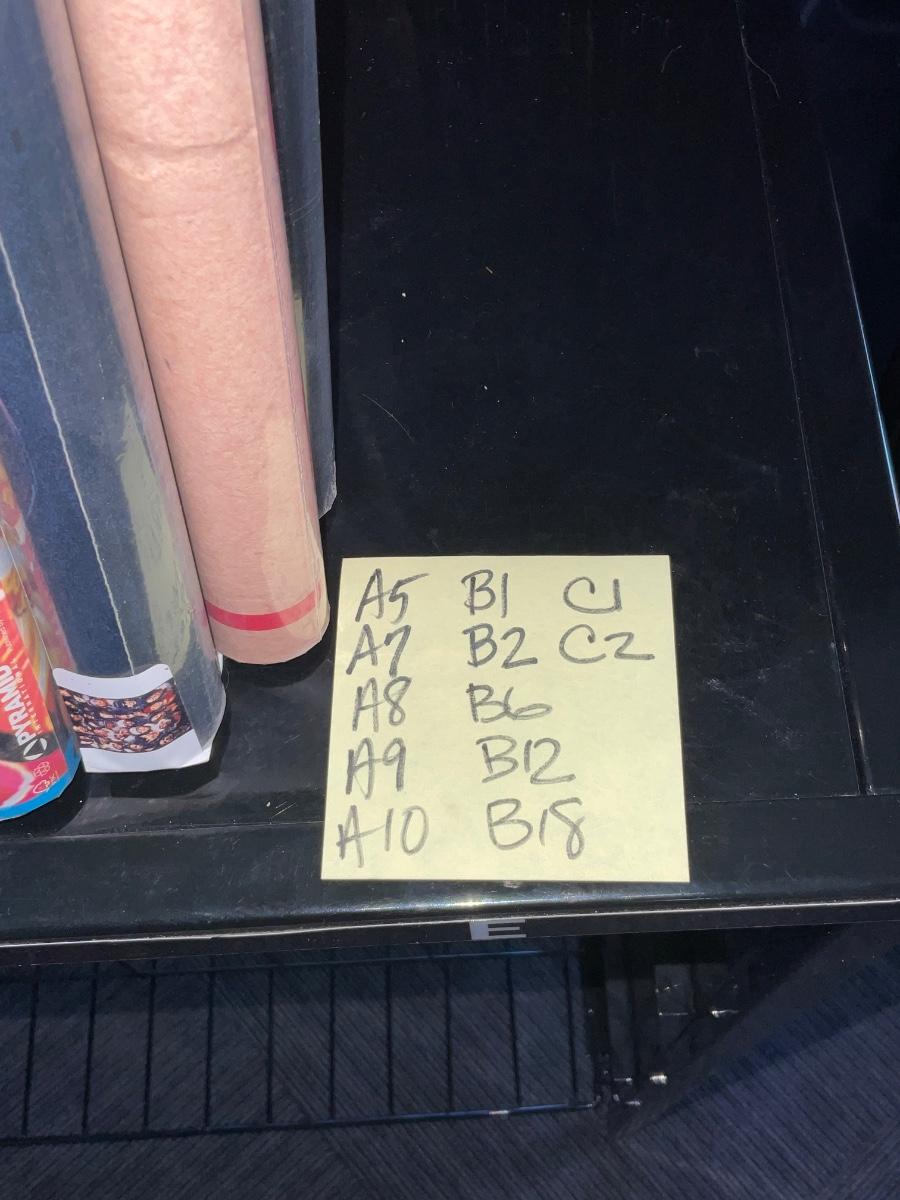 A5 B1 C1
A7 B2 C2
A8 B6
A9 B12
A10 B18
E
PYRAMID